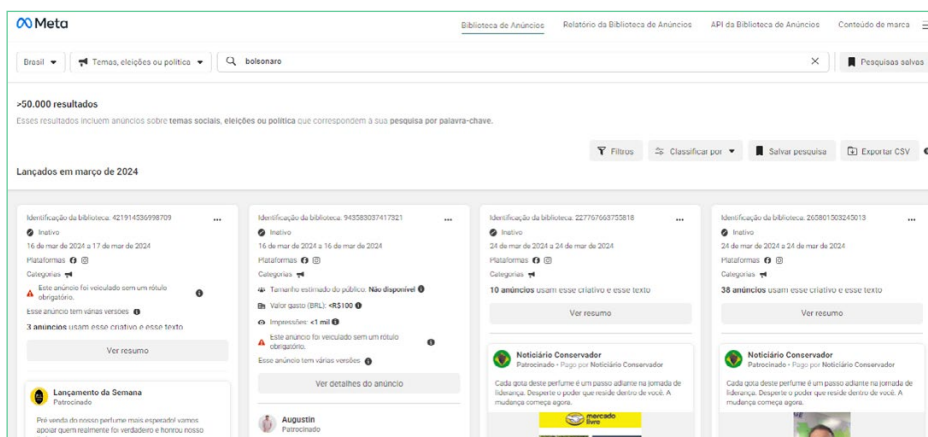 Meta
Biblioteca de Anúncios Relatório da Biblioteca de Anúncios API da Biblioteca de Anúncios Conteúdo de marca
Brasil Temas, eleições ou política bolsonaro Pesquisas salvas
>50.000 resultados
Esses resultados incluem anúncios sobre temas sociais, eleições ou política que correspondem à sua pesquisa por palavra-chave.
Filtros Classificar por Salvar pesquisa Exportar CSV
Lançados em março de 2024
Identificação da biblioteca: 421914536998709
Inativo
16 de mar de 2024 a 17 de mar de 2024
Plataformas
Categorias
Este anúncio foi veiculado sem um rótulo
obrigatório.
Esse anúncio tem várias versões
3 anúncios usam esse criativo e esse texto
Ver resumo
Lançamento da Semana
Patrocinado
Pré venda do nosso perfume mais esperado! vamos
apoiar quem realmente foi verdadeiro e honrou nosso
Identificação da biblioteca: 943583037417321
Inativo
16 de mar de 2024 a 16 de mar de 2024
Plataformas
Categorias
Tamanho estimado do público: Não disponível
Valor gasto (BRL): <R$100
Impressões: <1 mil
Este anúncio foi veiculado sem um rótulo
obrigatório.
Esse anúncio tem várias versões
Ver detalhes do anúncio
Augustin
Patrocinado
Identificação da biblioteca: 227767663755818
Inativo
24 de mar de 2024 a 24 de mar de 2024
Plataformas
Categorias
10 anúncios usam esse criativo e esse texto
Ver resumo
Noticiário Conservador
Patrocinado • Pago por Noticiário Conservador
Cada gota deste perfume é um passo adiante na jornada de
liderança. Desperte o poder que reside dentro de você. A
mudança começa agora.
mercado
livre
Identificação da biblioteca: 265801503245013
Inativo
24 de mar de 2024 a 24 de mar de 2024
Plataformas
Categorias
38 anúncios usam esse criativo e esse texto
Ver resumo
Noticiário Conservador
Patrocinado • Pago por Noticiário Conservador
Cada gota deste perfume é um passo adiante na jornada de
liderança. Desperte o poder que reside dentro de você. A
mudança começa agora.